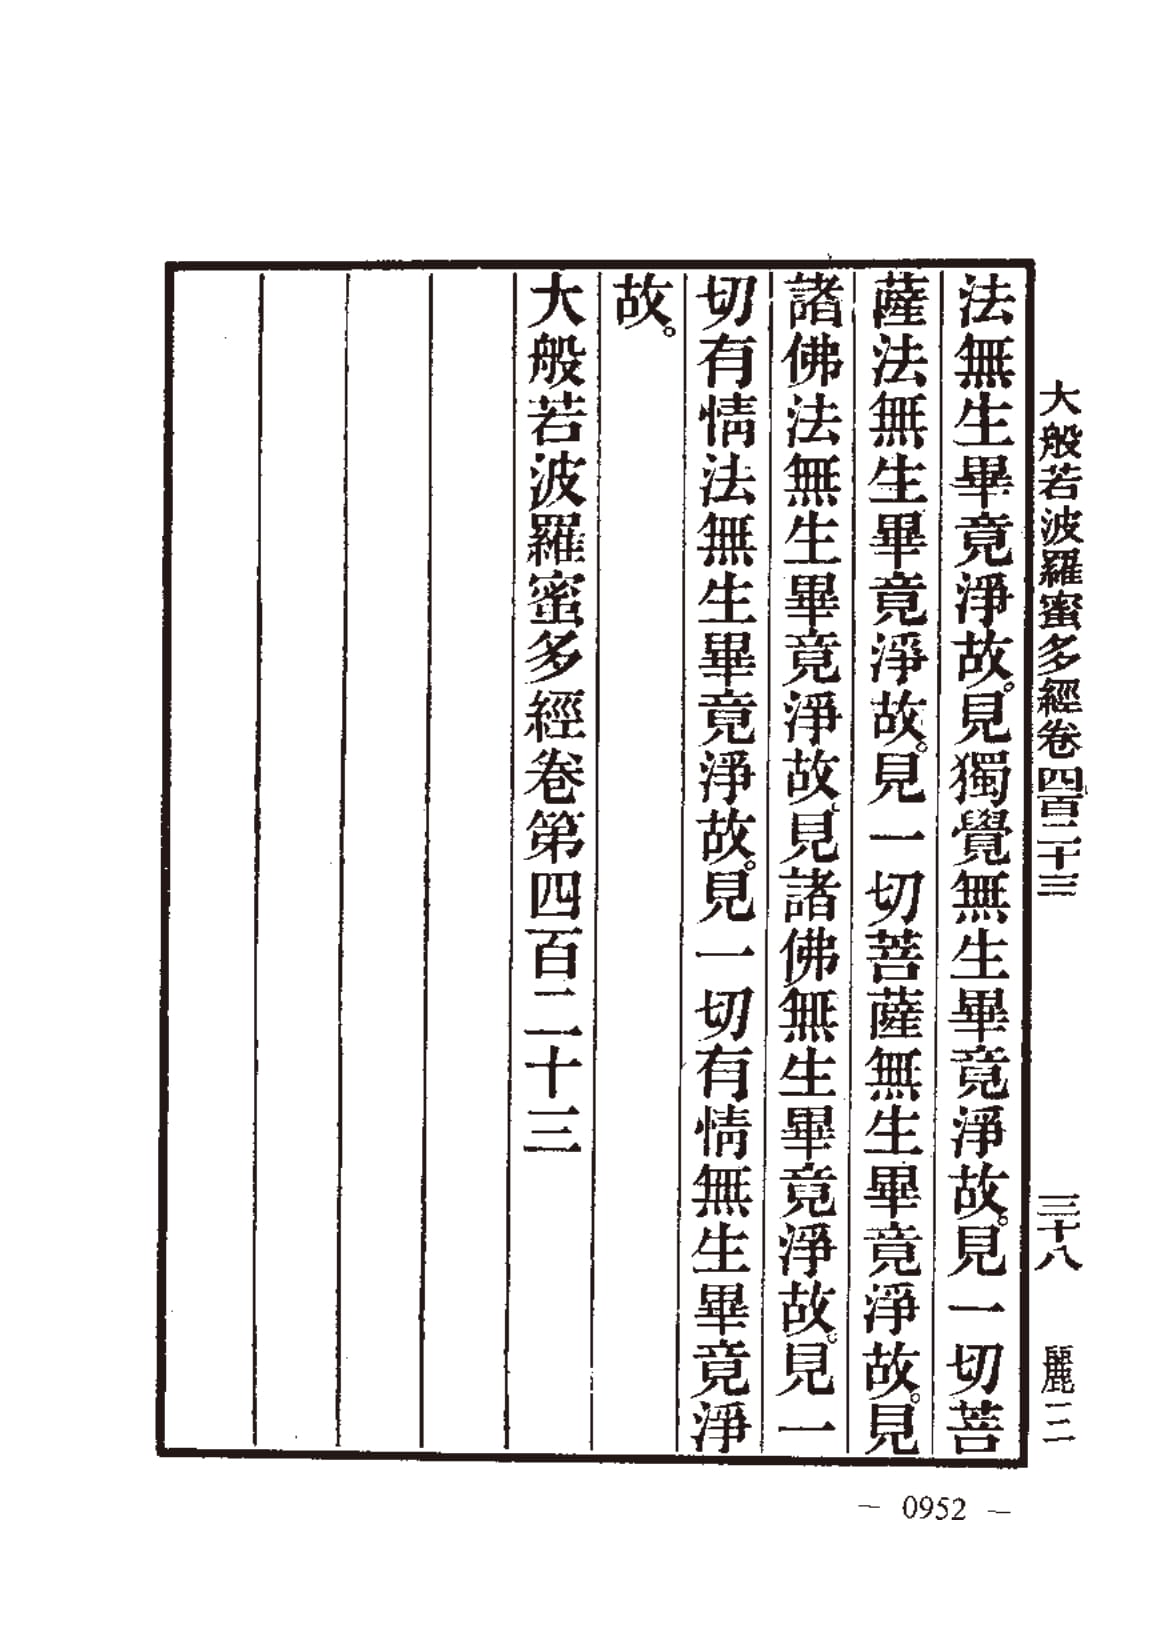 大般若波羅蜜多經卷四百二十三 三十八 麗三
法無生畢竟淨故。見獨覺無生畢竟淨故。見一切菩
薩法無生畢竟淨故。見一切菩薩無生畢竟淨故。見
諸佛法無生畢竟淨故。見諸佛無生畢竟淨故。見一
切有情法無生畢竟淨故。見一切有情無生畢竟淨
故。
大般若波羅蜜多經卷第四百二十三
— 0952 —